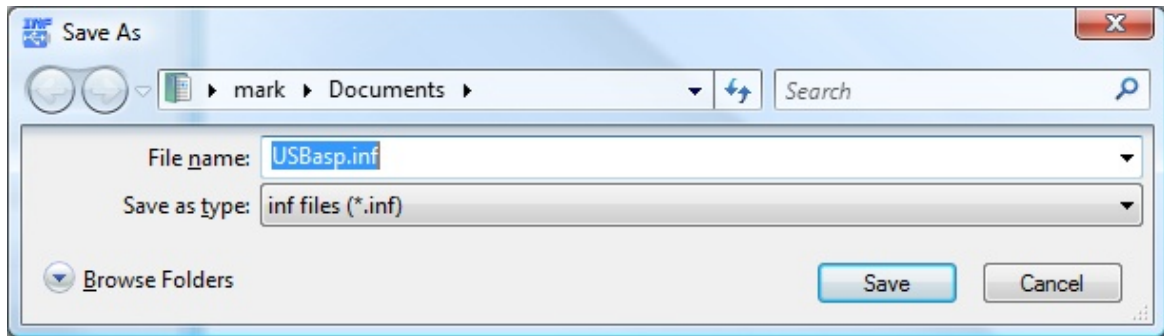 INF Save As
mark Documents Search
File name: USBasp.inf
Save as type: inf files (*.inf)
Browse Folders Save Cancel